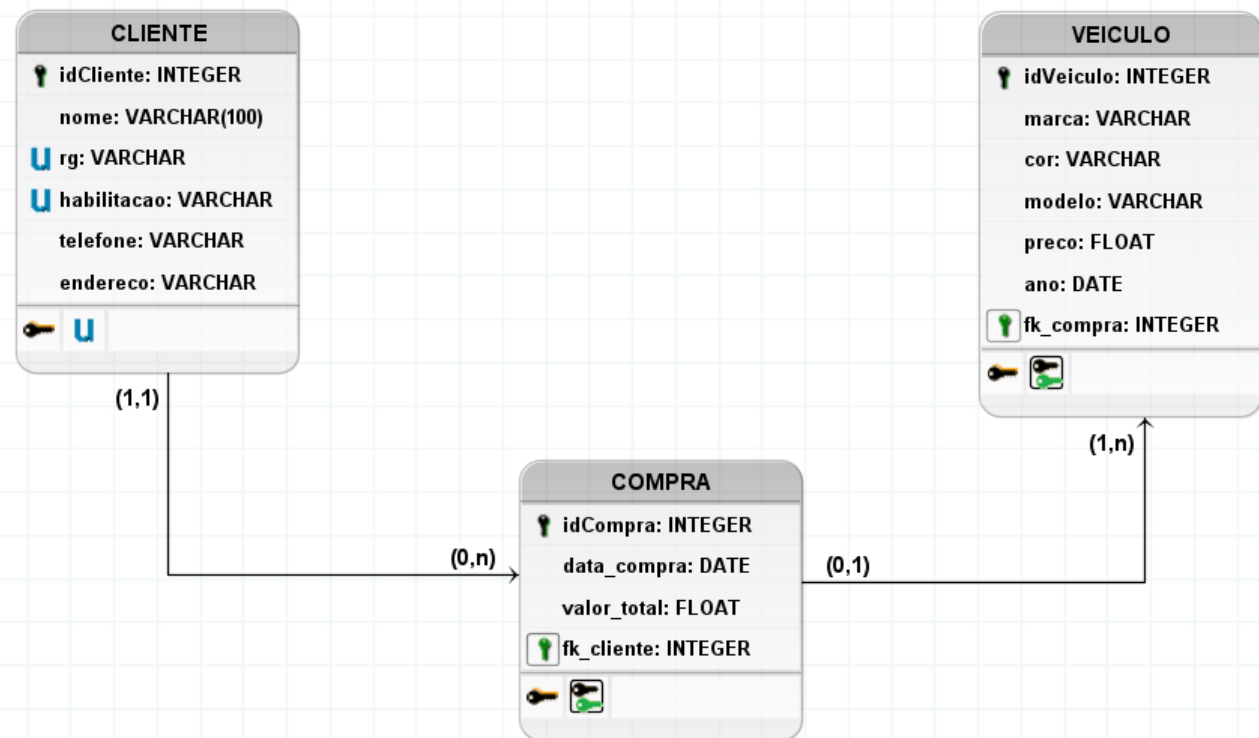 CLIENTE
idCliente: INTEGER
nome: VARCHAR(100)
U rg: VARCHAR
U habilitacao: VARCHAR
telefone: VARCHAR
endereco: VARCHAR
U
(1,1)
VEICULO
idVeiculo: INTEGER
marca: VARCHAR
cor: VARCHAR
modelo: VARCHAR
preco: FLOAT
ano: DATE
fk_compra: INTEGER
(1,n)
COMPRA
idCompra: INTEGER
data_compra: DATE
valor_total: FLOAT
fk_cliente: INTEGER
(0,n)
(0,1)